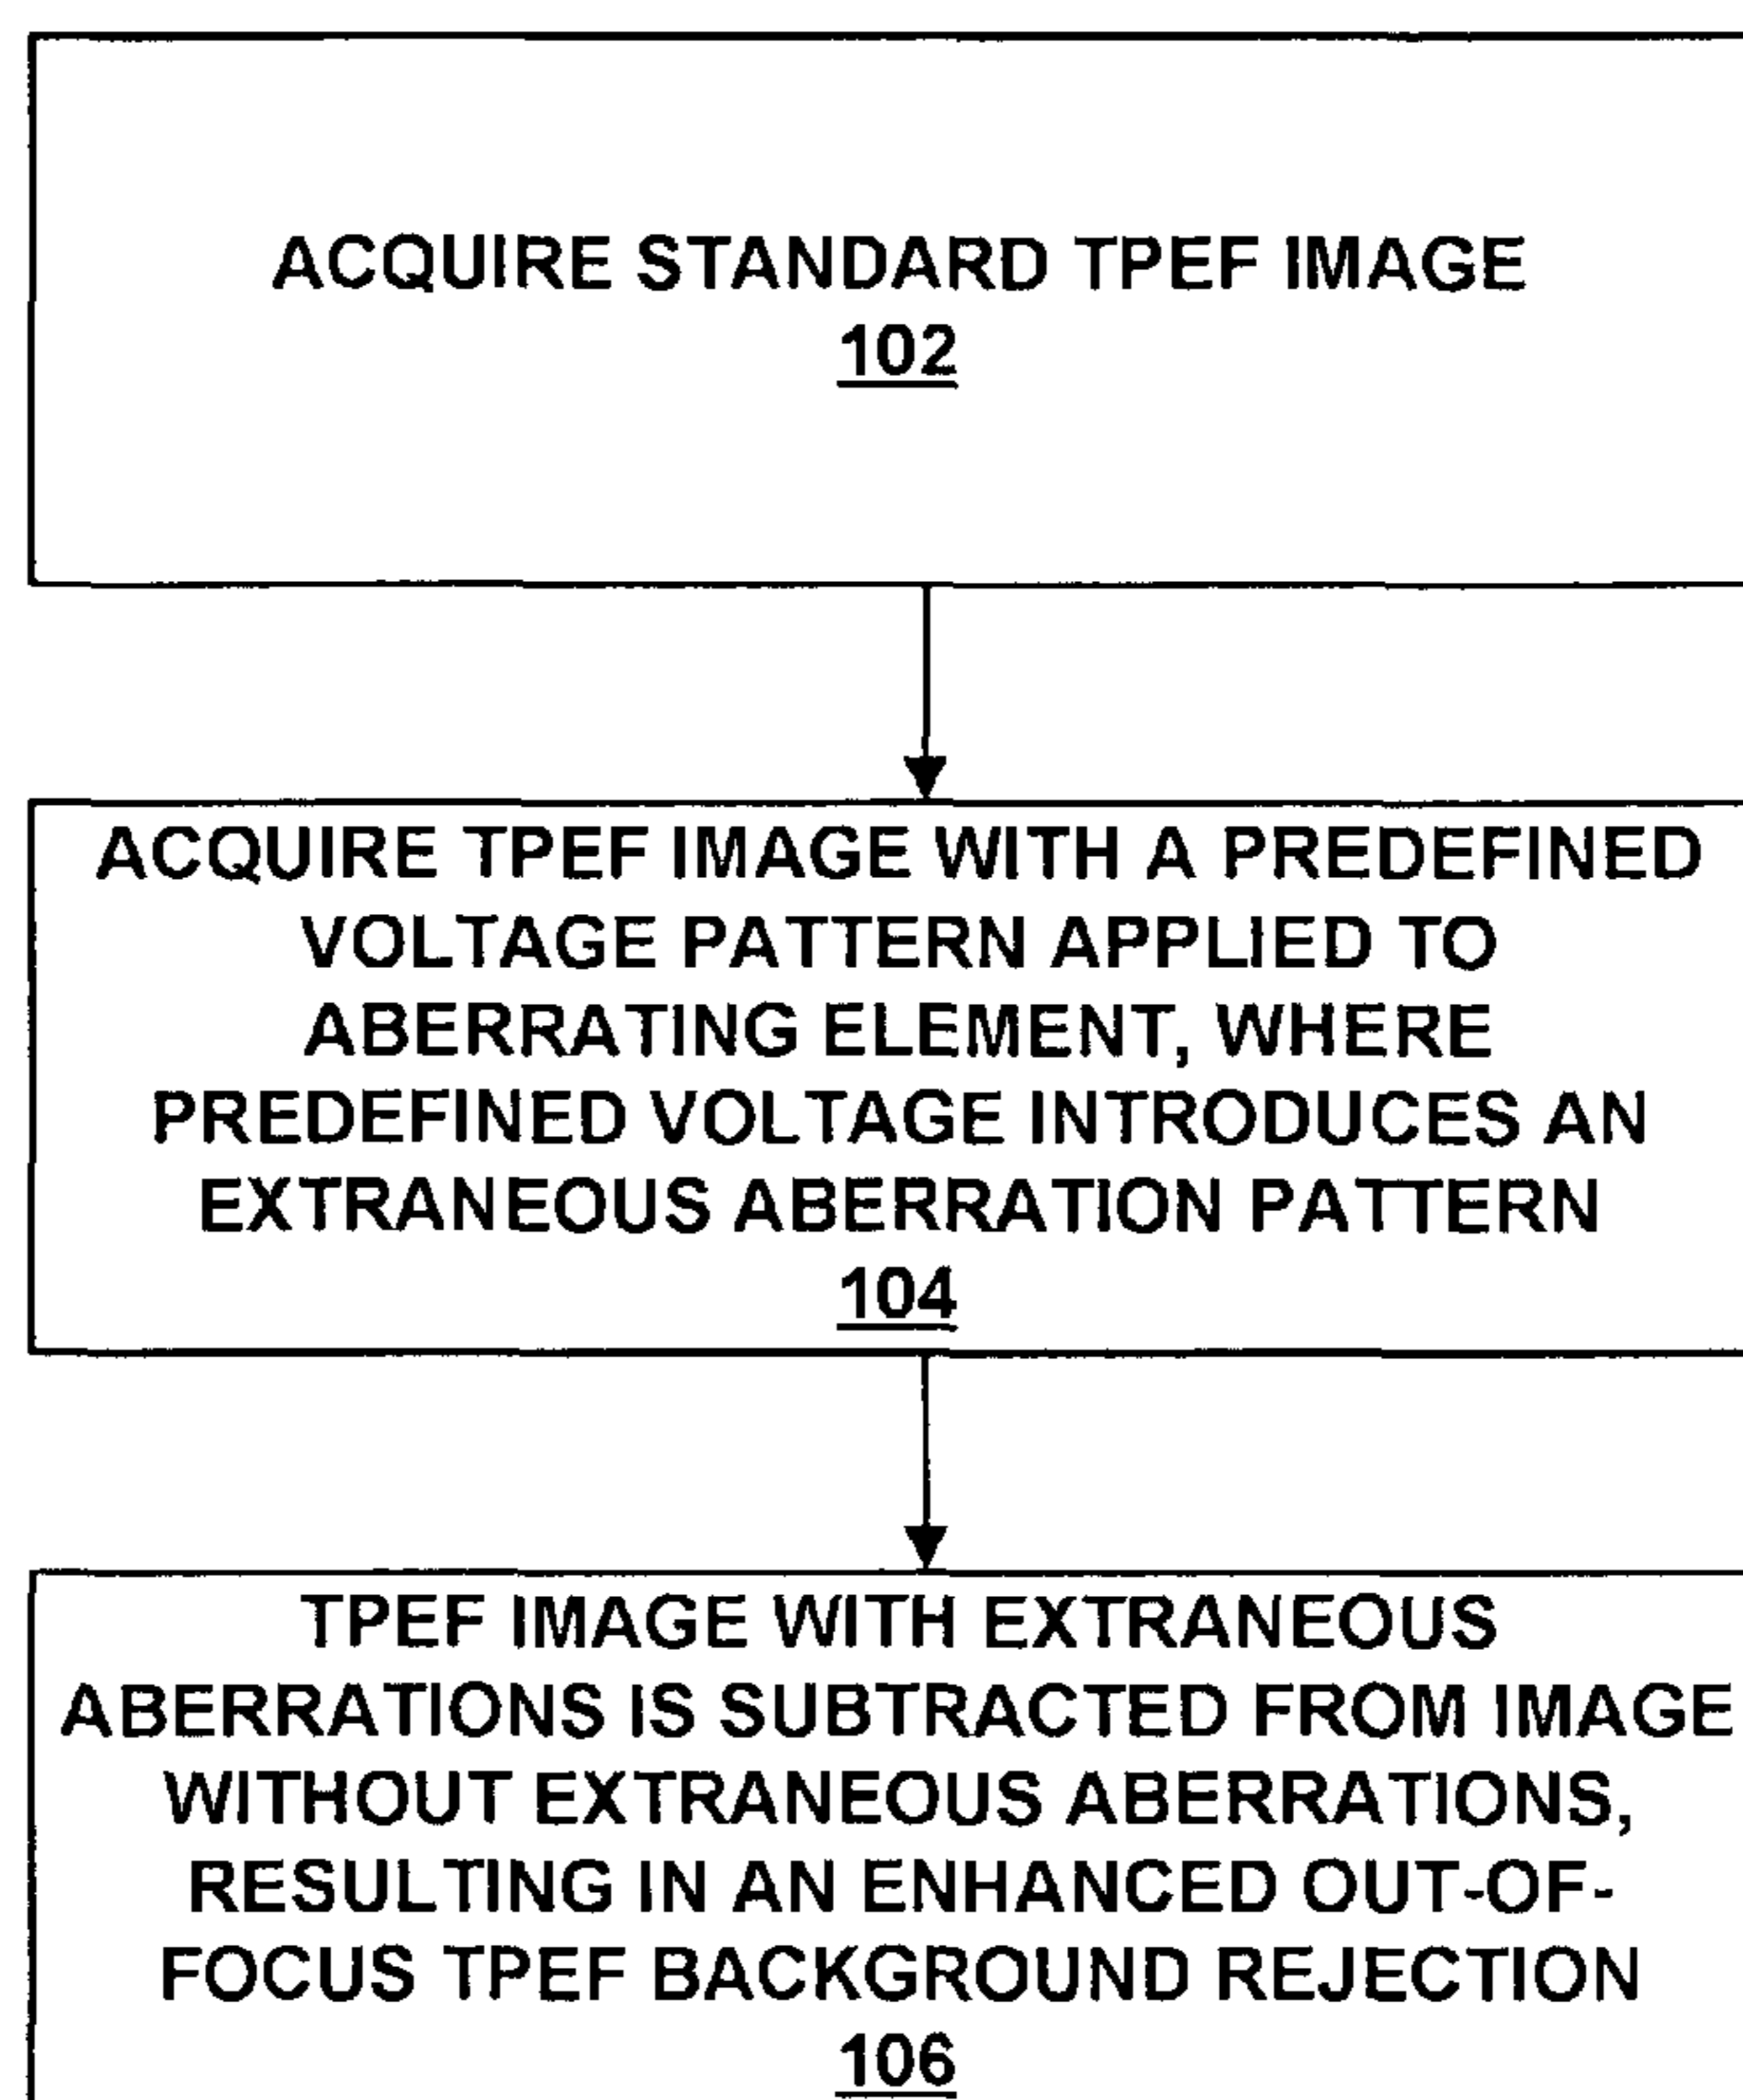 ACQUIRE STANDARD TPEF IMAGE
102
ACQUIRE TPEF IMAGE WITH A PREDEFINED
VOLTAGE PATTERN APPLIED TO
ABERRATING ELEMENT, WHERE
PREDEFINED VOLTAGE INTRODUCES AN
EXTRANEOUS ABERRATION PATTERN
104
TPEF IMAGE WITH EXTRANEOUS
ABERRATIONS IS SUBTRACTED FROM IMAGE
WITHOUT EXTRANEOUS ABERRATIONS,
RESULTING IN AN ENHANCED OUT-OF-
FOCUS TPEF BACKGROUND REJECTION
106